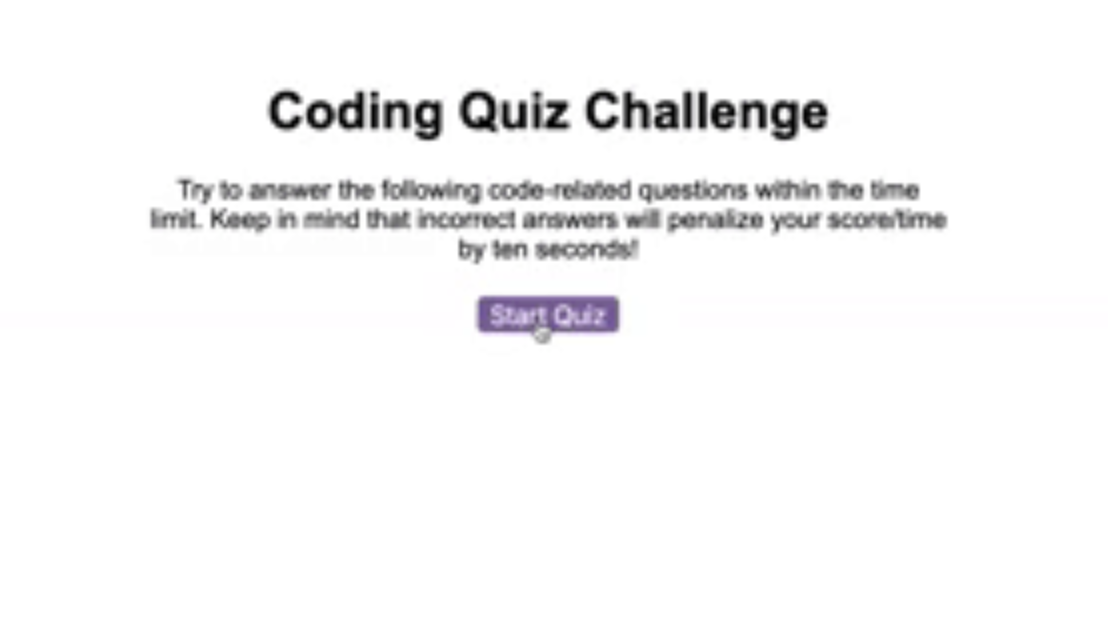 Coding Quiz Challenge
Try to answer the following code-related questions within the time
limit. Keep in mind that incorrect answers will penalize your score/time
by ten seconds!
Start Quiz